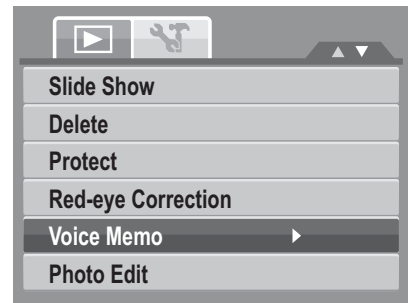 Slide Show
Delete
Protect
Red-eye Correction
Voice Memo
Photo Edit